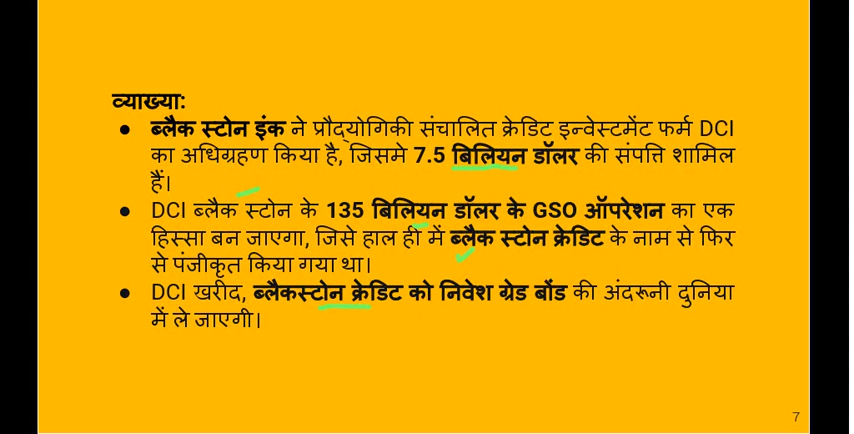 व्याख्या:
● ब्लैक स्टोन इंक ने प्रौद्योगिकी संचालित क्रेडिट इन्वेस्टमेंट फर्म DCI
का अधिग्रहण किया है, जिसमे 7.5 बिलियन डॉलर की संपत्ति शामिल
हैं।
● DCI ब्लैक स्टोन के 135 बिलियन डॉलर के GSO ऑपरेशन का एक
हिस्सा बन जाएगा, जिसे हाल ही में ब्लैक स्टोन क्रेडिट के नाम से फिर
से पंजीकृत किया गया था।
● DCI खरीद, ब्लैकस्टोन क्रेडिट को निवेश ग्रेड बोंड की अंदरूनी दुनिया
में ले जाएगी।
7